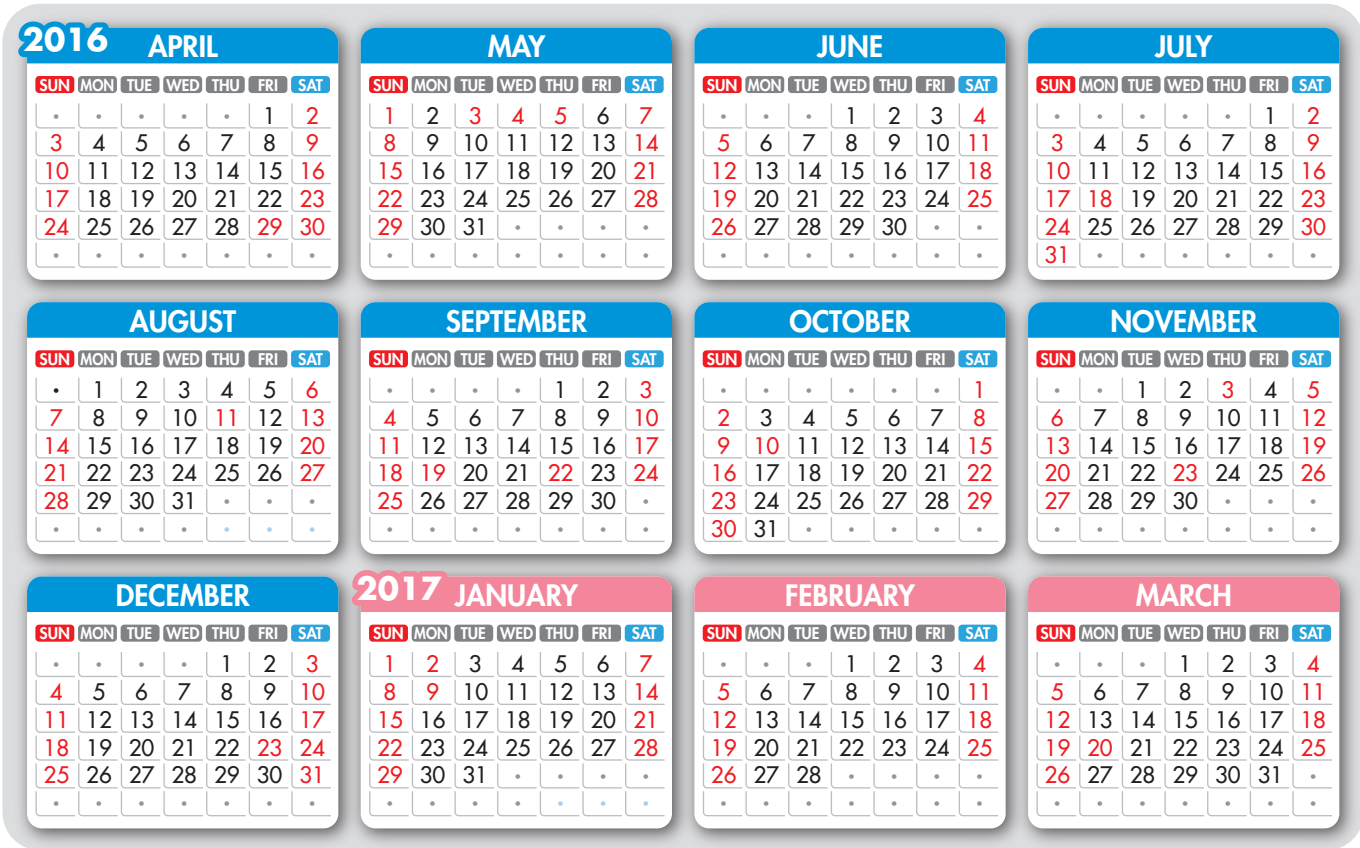 2016 APRIL
SUN MON TUE WED THU FRI SAT
1 2
3 4 5 6 7 8 9
10 11 12 13 14 15 16
17 18 19 20 21 22 23
24 25 26 27 28 29 30
MAY
SUN MON TUE WED THU FRI SAT
1 2 3 4 5 6 7
8 9 10 11 12 13 14
15 16 17 18 19 20 21
22 23 24 25 26 27 28
29 30 31
JUNE
SUN MON TUE WED THU FRI SAT
1 2 3 4
5 6 7 8 9 10 11
12 13 14 15 16 17 18
19 20 21 22 23 24 25
26 27 28 29 30
JULY
SUN MON TUE WED THU FRI SAT
1 2
3 4 5 6 7 8 9
10 11 12 13 14 15 16
17 18 19 20 21 22 23
24 25 26 27 28 29 30
31
AUGUST
SUN MON TUE WED THU FRI SAT
1 2 3 4 5 6
7 8 9 10 11 12 13
14 15 16 17 18 19 20
21 22 23 24 25 26 27
28 29 30 31
SEPTEMBER
SUN MON TUE WED THU FRI SAT
1 2 3
4 5 6 7 8 9 10
11 12 13 14 15 16 17
18 19 20 21 22 23 24
25 26 27 28 29 30
OCTOBER
SUN MON TUE WED THU FRI SAT
1
2 3 4 5 6 7 8
9 10 11 12 13 14 15
16 17 18 19 20 21 22
23 24 25 26 27 28 29
30 31
NOVEMBER
SUN MON TUE WED THU FRI SAT
1 2 3 4 5
6 7 8 9 10 11 12
13 14 15 16 17 18 19
20 21 22 23 24 25 26
27 28 29 30
DECEMBER
SUN MON TUE WED THU FRI SAT
1 2 3
4 5 6 7 8 9 10
11 12 13 14 15 16 17
18 19 20 21 22 23 24
25 26 27 28 29 30 31
2017 JANUARY
SUN MON TUE WED THU FRI SAT
1 2 3 4 5 6 7
8 9 10 11 12 13 14
15 16 17 18 19 20 21
22 23 24 25 26 27 28
29 30 31
FEBRUARY
SUN MON TUE WED THU FRI SAT
1 2 3 4
5 6 7 8 9 10 11
12 13 14 15 16 17 18
19 20 21 22 23 24 25
26 27 28
MARCH
SUN MON TUE WED THU FRI SAT
1 2 3 4
5 6 7 8 9 10 11
12 13 14 15 16 17 18
19 20 21 22 23 24 25
26 27 28 29 30 31